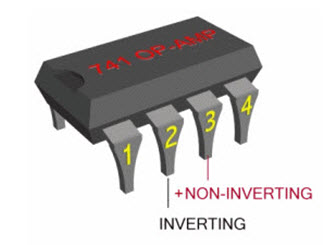 741 OP-AMP
1 2 3 4
+NON-INVERTING
INVERTING